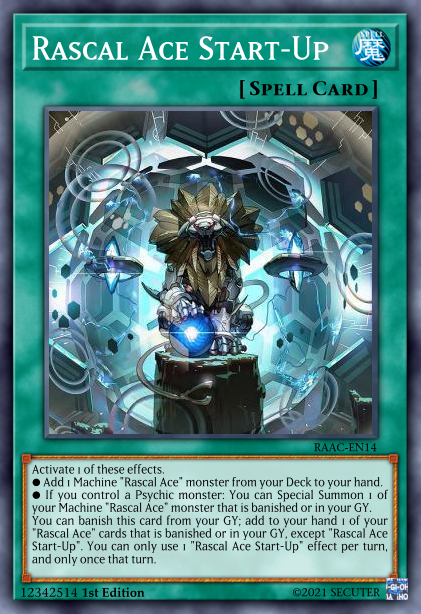 Rascal Ace Start-Up
魔
[ Spell Card ]
RAAC-EN14
Activate 1 of these effects.
● Add 1 Machine "Rascal Ace" monster from your Deck to your hand.
● If you control a Psychic monster: You can Special Summon 1 of
your Machine "Rascal Ace" monster that is banished or in your GY.
You can banish this card from your GY; add to your hand 1 of your
"Rascal Ace" cards that is banished or in your GY, except "Rascal Ace
Start-Up". You can only use 1 "Rascal Ace Start-Up" effect per turn,
and only once that turn.
12342514 1st Edition
©2021 SECUTER